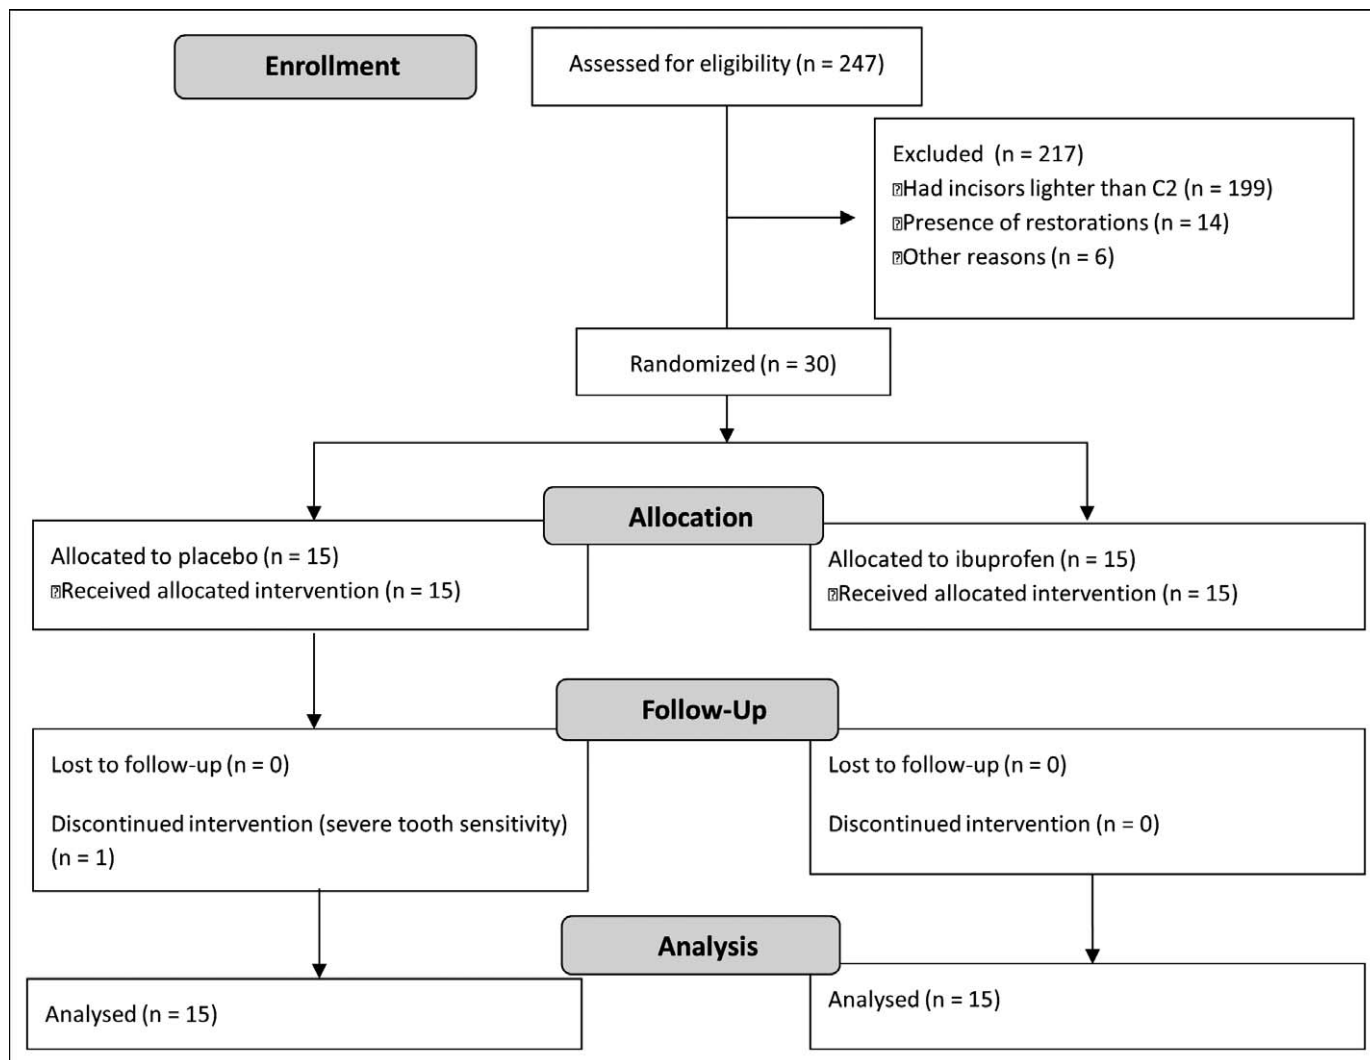 Enrollment
Assessed for eligibility (n = 247)
Excluded (n = 217)
⍰Had incisors lighter than C2 (n = 199)
⍰Presence of restorations (n = 14)
⍰Other reasons (n = 6)
Randomized (n = 30)
Allocation
Allocated to placebo (n = 15)
⍰Received allocated intervention (n = 15)
Allocated to ibuprofen (n = 15)
⍰Received allocated intervention (n = 15)
Follow-Up
Lost to follow-up (n = 0)
Discontinued intervention (severe tooth sensitivity)
(n = 1)
Lost to follow-up (n = 0)
Discontinued intervention (n = 0)
Analysis
Analysed (n = 15)
Analysed (n = 15)